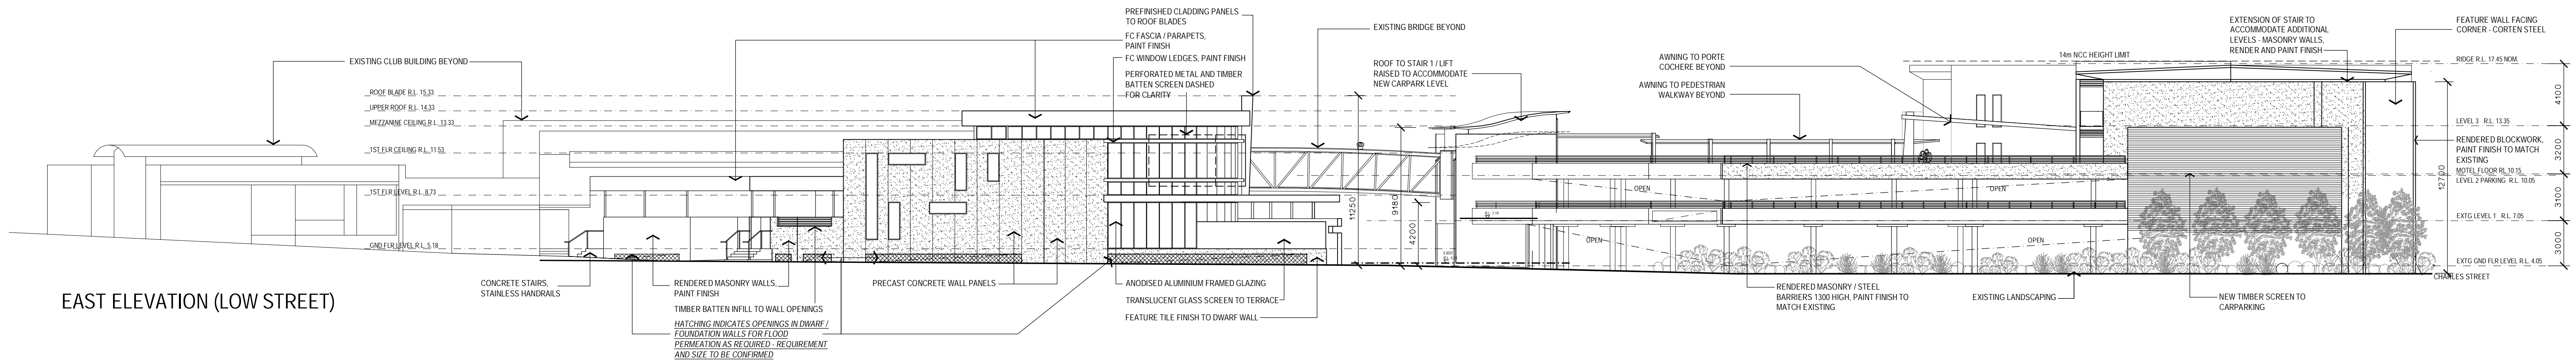 PREFINISHED CLADDING PANELS
TO ROOF BLADES
FC FASCIA / PARAPETS,
PAINT FINISH
FC WINDOW LEDGES, PAINT FINISH
PERFORATED METAL AND TIMBER
BATTEN SCREEN DASHED
FOR CLARITY
EXISTING CLUB BUILDING BEYOND
EXISTING BRIDGE BEYOND
ROOF TO STAIR 1 / LIFT
RAISED TO ACCOMMODATE
NEW CARPARK LEVEL
AWNING TO PORTE
COCHERE BEYOND
AWNING TO PEDESTRIAN
WALKWAY BEYOND
14m NCC HEIGHT LIMIT
EXTENSION OF STAIR TO
ACCOMMODATE ADDITIONAL
LEVELS - MASONRY WALLS,
RENDER AND PAINT FINISH
FEATURE WALL FACING
CORNER - CORTEN STEEL
RIDGE R.L. 17.45 NOM.
LEVEL 3 R.L. 13.35
RENDERED BLOCKWORK,
PAINT FINISH TO MATCH
EXISTING
MOTEL FLOOR RL 10.15
LEVEL 2 PARKING R.L. 10.05
EXTG LEVEL 1 R.L. 7.05
EXTG GND FLR LEVEL R.L. 4.05
CHARLES STREET
4100
3200
3100
3000
12700
ROOF BLADE R.L. 15.33
UPPER ROOF R.L. 14.33
MEZZANINE CEILING R.L. 13.33
1ST FLR CEILING R.L. 11.53
1ST FLR LEVEL R.L. 8.73
GND FLR LEVEL R.L. 5.18
11250
9180
4200
OPEN
OPEN
OPEN
OPEN
CONCRETE STAIRS,
STAINLESS HANDRAILS
RENDERED MASONRY WALLS,
PAINT FINISH
TIMBER BATTEN INFILL TO WALL OPENINGS
HATCHING INDICATES OPENINGS IN DWARF /
FOUNDATION WALLS FOR FLOOD
PERMEATION AS REQUIRED - REQUIREMENT
AND SIZE TO BE CONFIRMED
PRECAST CONCRETE WALL PANELS
ANODISED ALUMINIUM FRAMED GLAZING
TRANSLUCENT GLASS SCREEN TO TERRACE
FEATURE TILE FINISH TO DWARF WALL
RENDERED MASONRY / STEEL
BARRIERS 1300 HIGH, PAINT FINISH TO
MATCH EXISTING
EXISTING LANDSCAPING
NEW TIMBER SCREEN TO
CARPARKING
EAST ELEVATION (LOW STREET)